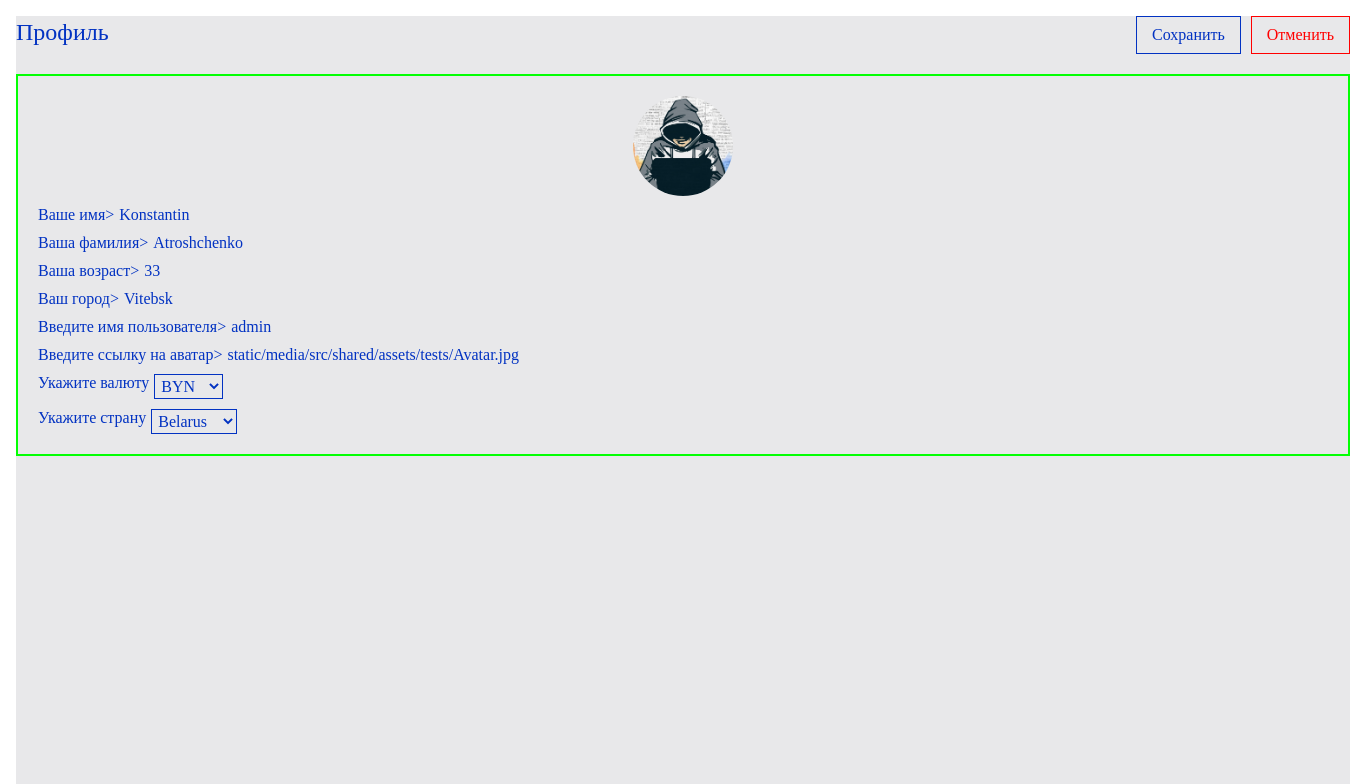 Профиль
Сохранить
Отменить
Ваше имя> Konstantin
Ваша фамилия> Atroshchenko
Ваша возраст> 33
Ваш город> Vitebsk
Введите имя пользователя> admin
Введите ссылку на аватар> static/media/src/shared/assets/tests/Avatar.jpg
Укажите валюту BYN
Укажите страну Belarus